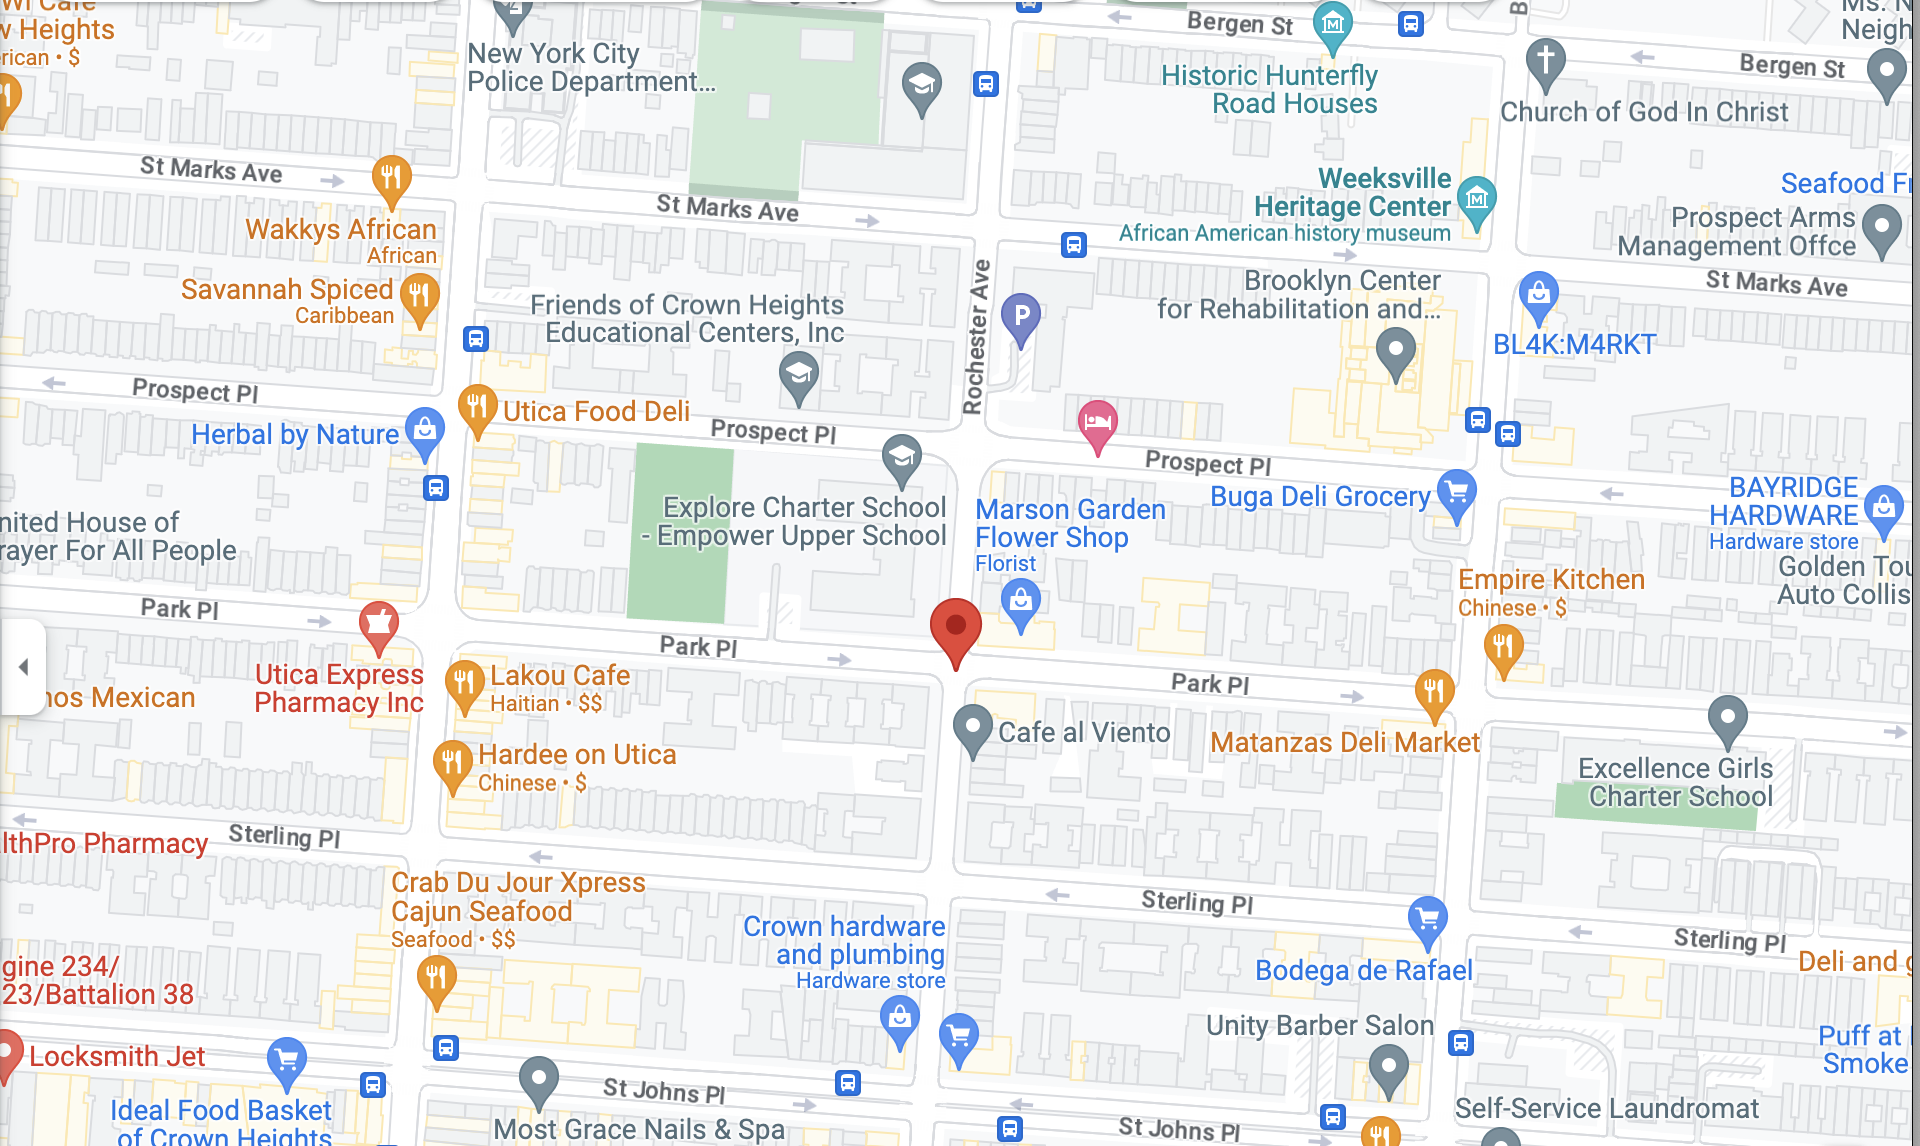 WI Cafe
w Heights
rican • $
New York City
Police Department...
Bergen St
Historic Hunterfly
Road Houses
Church of God In Christ
Bergen St
Ms. N
Neigh
St Marks Ave
Wakkys African
African
Savannah Spiced
Caribbean
St Marks Ave
Weeksville
Heritage Center
African American history museum
Seafood Fr
Prospect Arms
Management Offce
St Marks Ave
Friends of Crown Heights
Educational Centers, Inc
Rochester Ave
P
Brooklyn Center
for Rehabilitation and...
BL4K:M4RKT
Prospect Pl
Herbal by Nature
Utica Food Deli
Prospect Pl
Prospect Pl
Buga Deli Grocery
BAYRIDGE
HARDWARE
Hardware store
nited House of
rayer For All People
Explore Charter School
- Empower Upper School
Marson Garden
Flower Shop
Florist
Empire Kitchen
Chinese • $
Golden Tou
Auto Collis
Park Pl
Utica Express
Pharmacy Inc
nos Mexican
Park Pl
Lakou Cafe
Haitian • $$
Park Pl
Cafe al Viento
Matanzas Deli Market
Hardee on Utica
Chinese • $
Excellence Girls
Charter School
lthPro Pharmacy
Sterling Pl
Crab Du Jour Xpress
Cajun Seafood
Seafood • $$
Sterling Pl
Bodega de Rafael
Sterling Pl
Deli and g
Crown hardware
and plumbing
Hardware store
gine 234/
23/Battalion 38
Locksmith Jet
Unity Barber Salon
Puff at
Smoke
Ideal Food Basket
of Crown Heights
St Johns Pl
Most Grace Nails & Spa
St Johns Pl
Self-Service Laundromat